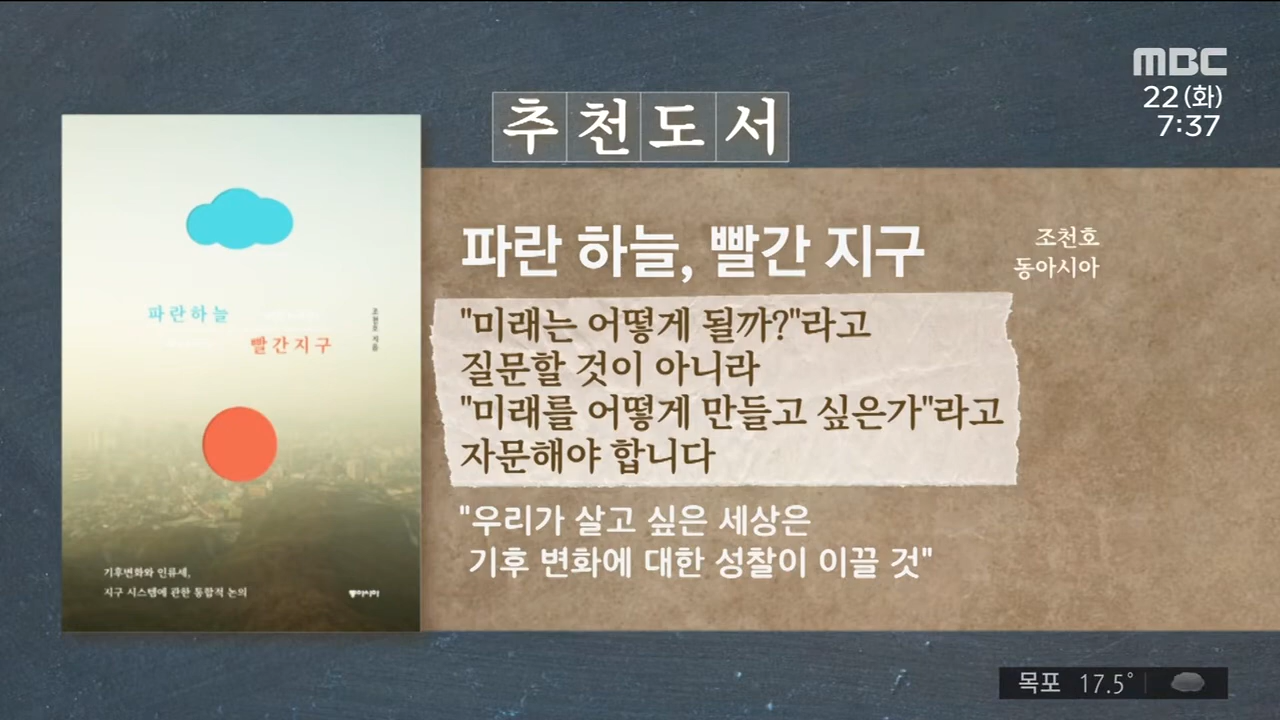 MBC
22(화)
7:37
추천도서
파란 하늘, 빨간 지구
조천호
동아시아
"미래는 어떻게 될까?"라고
질문할 것이 아니라
"미래를 어떻게 만들고 싶은가"라고
자문해야 합니다
"우리가 살고 싶은 세상은
기후 변화에 대한 성찰이 이끌 것"
파란하늘
빨간지구
조천호 지음
기후변화와 인류세,
지구 시스템에 관한 통합적 논의
동아시아
목포 17.5°